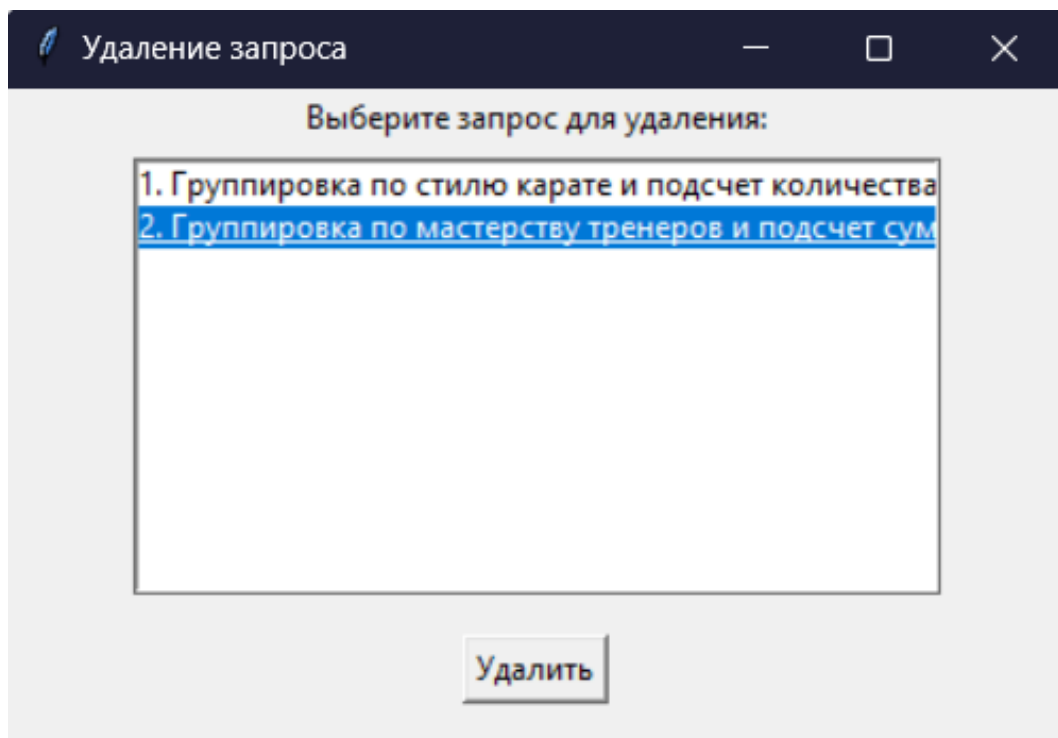 Удаление запроса
Выберите запрос для удаления:
1. Группировка по стилю карате и подсчет количества
2. Группировка по мастерству тренеров и подсчет сум
Удалить